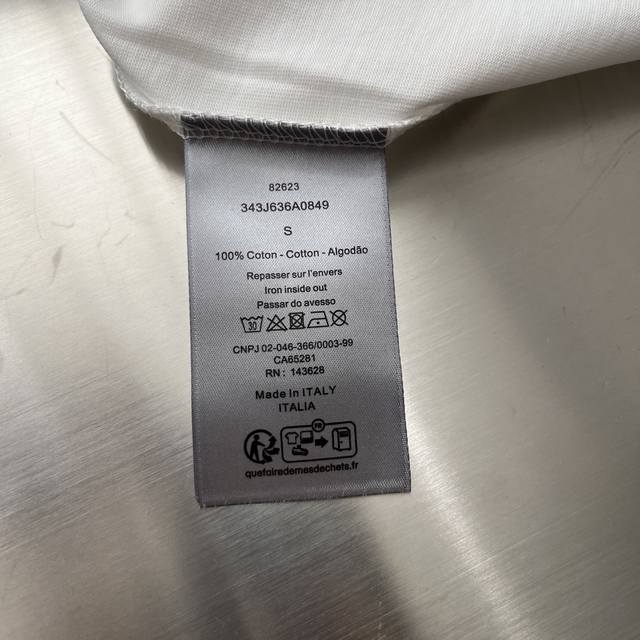 82623
343J636A0849
S
100% Coton - Cotton - Algodão
Repasser sur l'envers
Iron inside out
Passar do avesso
30
CNPJ 02-046-366/0003-99
CA65281
RN : 143628
Made In ITALY
ITALIA
FR
quefairedemesdechets.fr